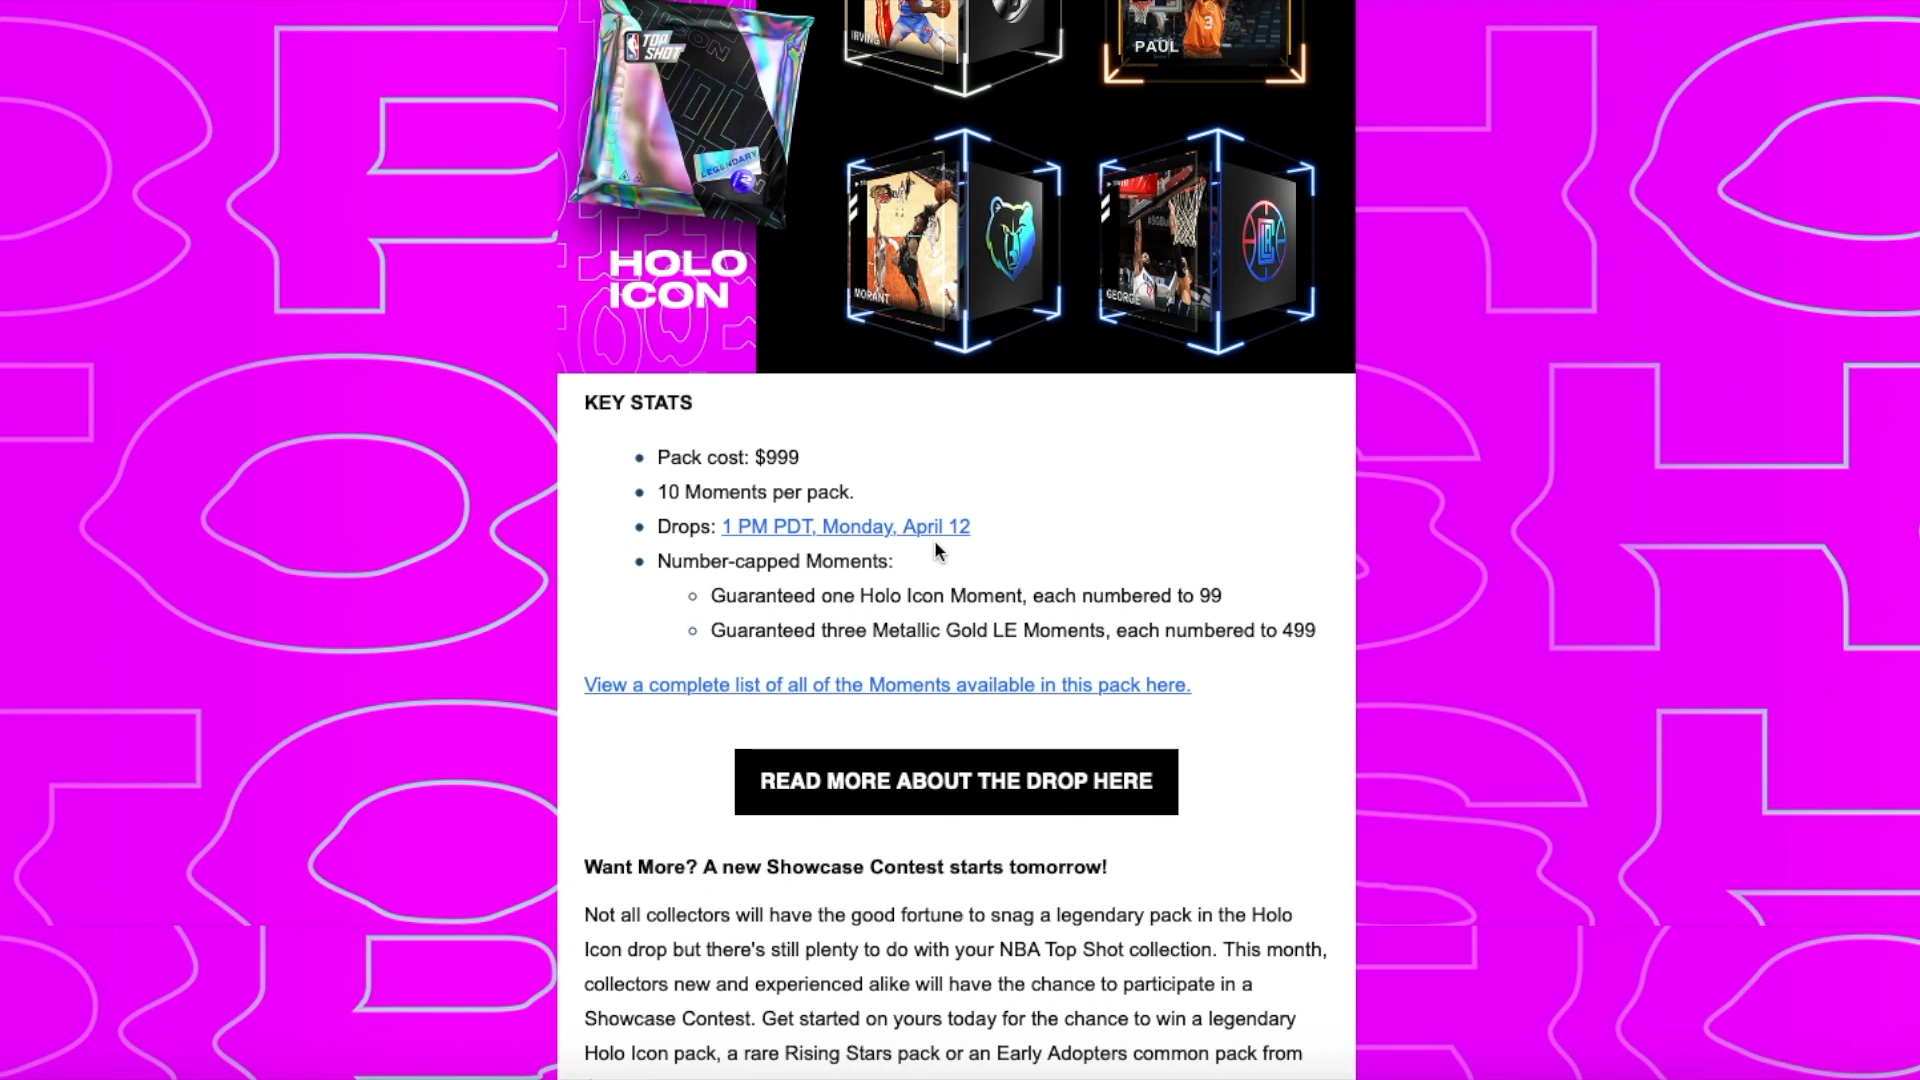 TOP
SHOT
LEGENDARY
IRVING
PAUL
3
HOLO
ICON
MORANT
GEORGE
KEY STATS
Pack cost: $999
10 Moments per pack.
Drops: 1 PM PDT, Monday, April 12
Number-capped Moments:
Guaranteed one Holo Icon Moment, each numbered to 99
Guaranteed three Metallic Gold LE Moments, each numbered to 499
View a complete list of all of the Moments available in this pack here.
READ MORE ABOUT THE DROP HERE
Want More? A new Showcase Contest starts tomorrow!
Not all collectors will have the good fortune to snag a legendary pack in the Holo
Icon drop but there's still plenty to do with your NBA Top Shot collection. This month,
collectors new and experienced alike will have the chance to participate in a
Showcase Contest. Get started on yours today for the chance to win a legendary
Holo Icon pack, a rare Rising Stars pack or an Early Adopters common pack from